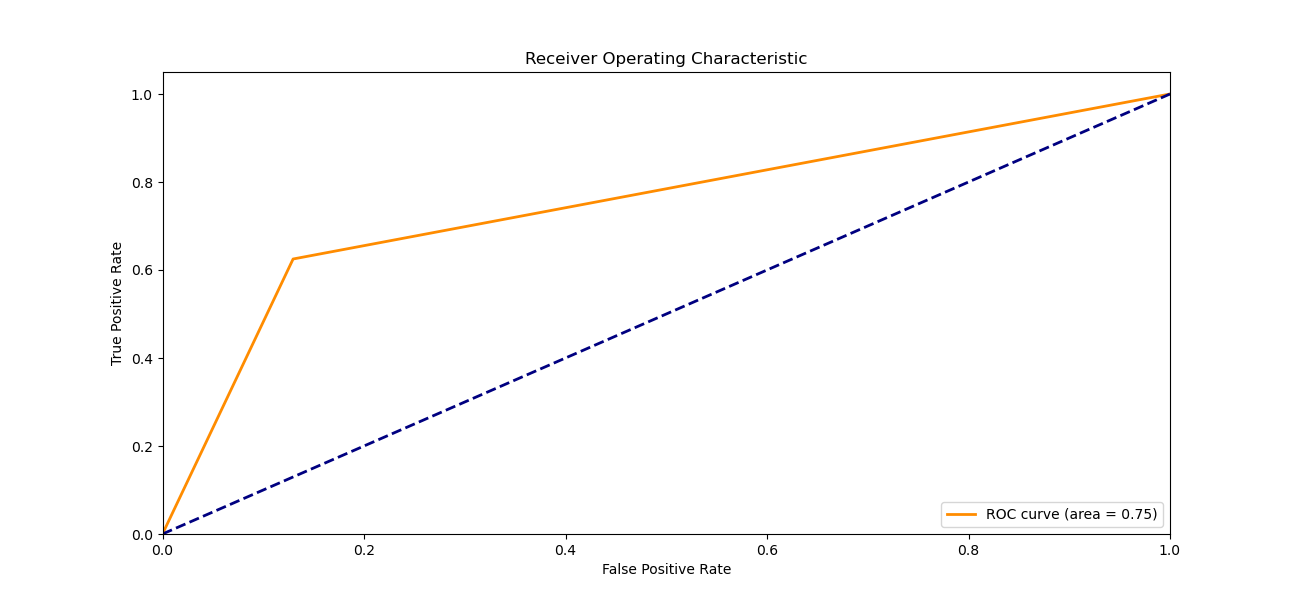 Receiver Operating Characteristic
True Positive Rate
1.0
0.8
0.6
0.4
0.2
0.0
ROC curve (area = 0.75)
0.0 0.2 0.4 0.6 0.8 1.0
False Positive Rate